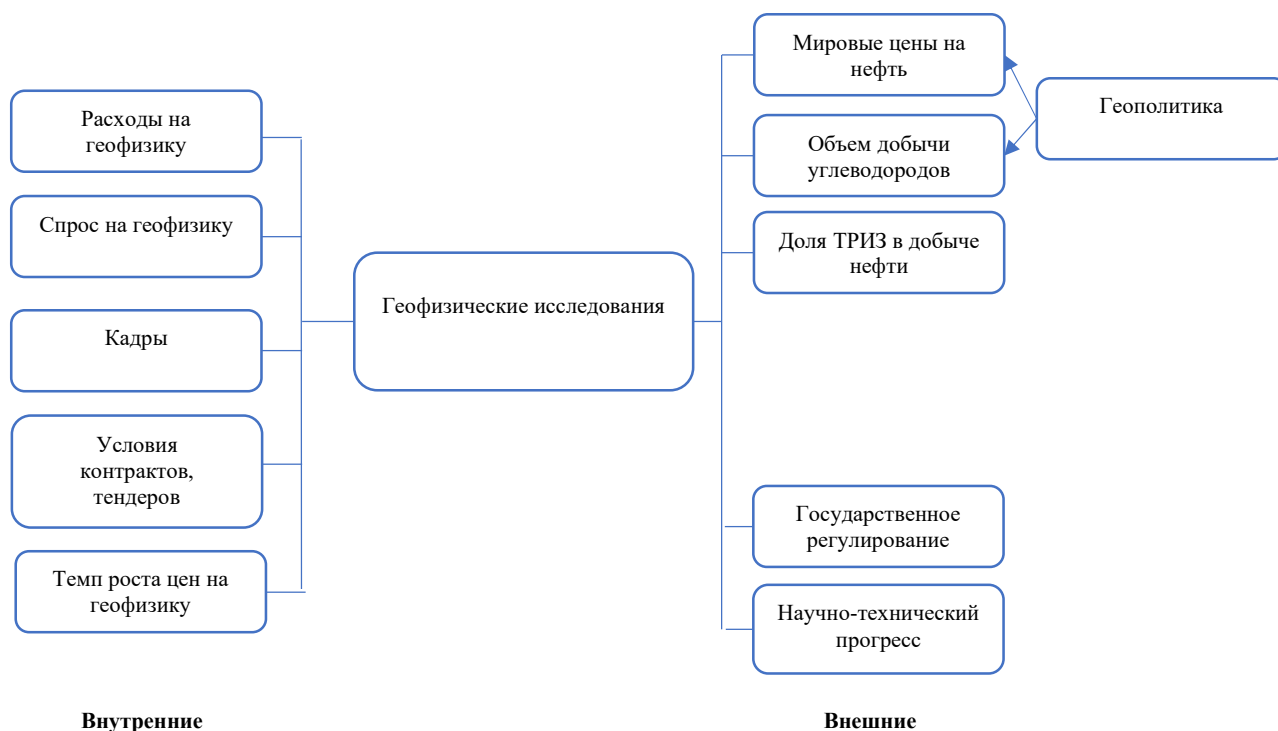 Расходы на
геофизику
Спрос на геофизику
Кадры
Условия
контрактов,
тендеров
Темп роста цен на
геофизику
Внутренние
Геофизические исследования
Мировые цены на
нефть
Объем добычи
углеводородов
Доля ТРИЗ в добыче
нефти
Государственное
регулирование
Научно-технический
прогресс
Внешние
Геополитика